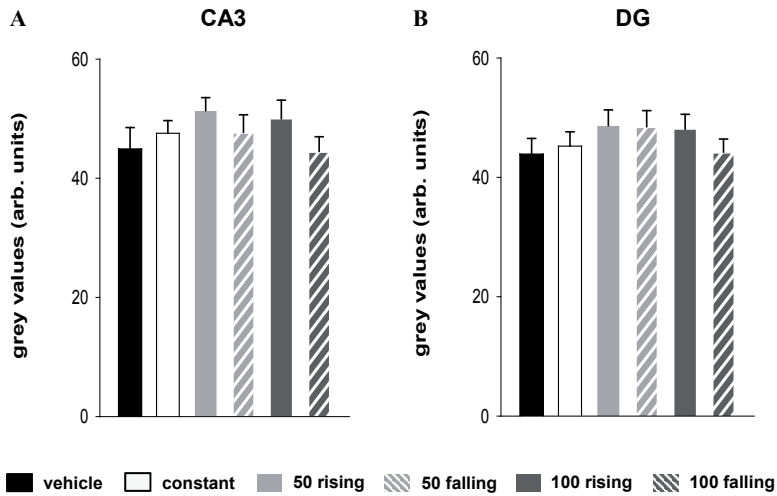 A
CA3
60
40
20
0
grey values (arb. units)
B
DG
60
40
20
0
grey values (arb. units)
vehicle constant 50 rising 50 falling 100 rising 100 falling